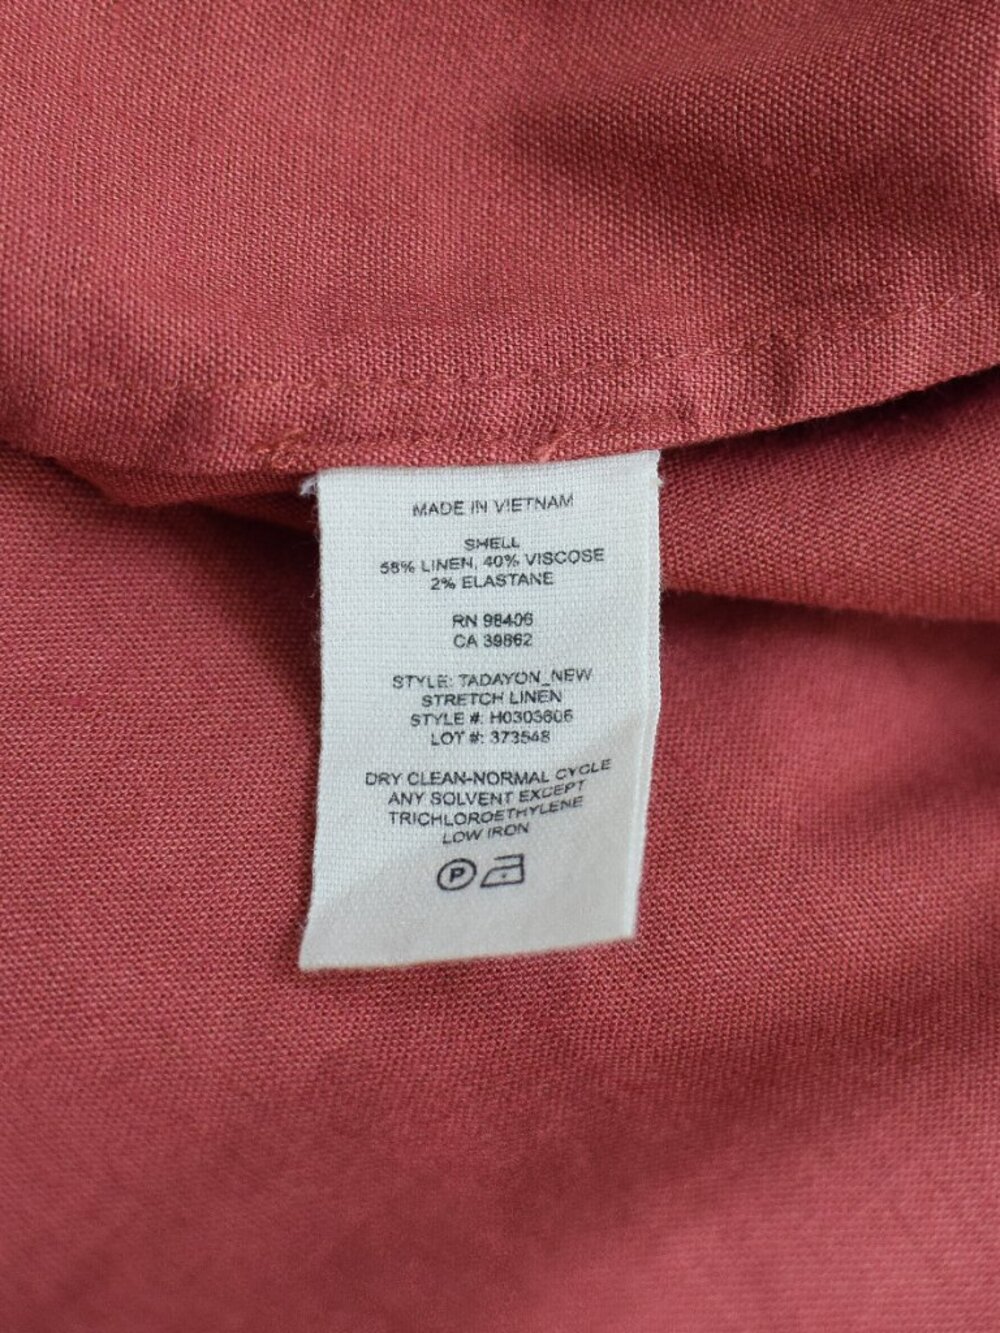 MADE IN VIETNAM
SHELL
58% LINEN, 40% VISCOSE
2% ELASTANE
RN 98406
CA 39862
STYLE: TADAYON_NEW
STRETCH LINEN
STYLE #: H0303606
LOT #: 373548
DRY CLEAN-NORMAL CYCLE
ANY SOLVENT EXCEPT
TRICHLOROETHYLENE
LOW IRON
P